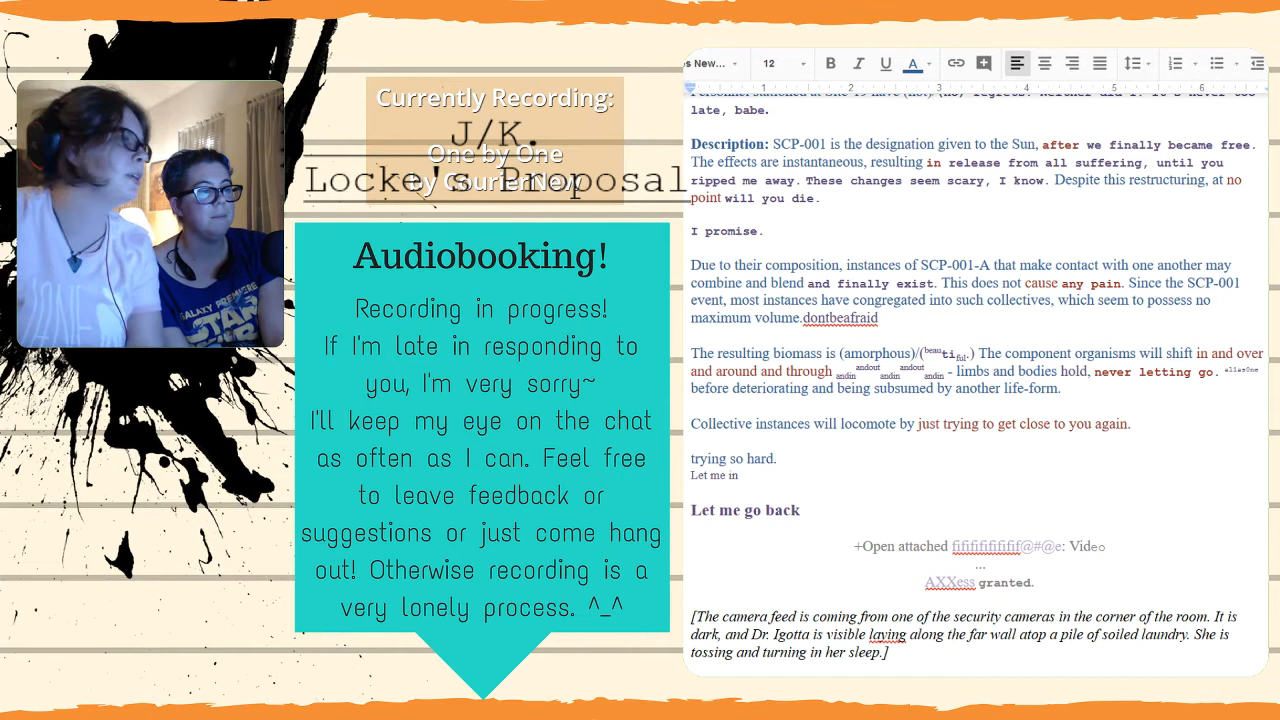 Currently Recording:
J/K.
One by One
Locke's Proposal
by CourierNew
Audiobooking!
Recording in progress!
If I'm late in responding to
you, I'm very sorry~
I'll keep my eye on the chat
as often as I can. Feel free
to leave feedback or
suggestions or just come hang
out! Otherwise recording is a
very lonely process. ^_^
GALAXY PREMIERE
STAR
s New...
12
B I U A
1 2 3 4 5 6
late, babe.
Description: SCP-001 is the designation given to the Sun, after we finally became free.
The effects are instantaneous, resulting in release from all suffering, until you
ripped me away. These changes seem scary, I know. Despite this restructuring, at no
point will you die.
I promise.
Due to their composition, instances of SCP-001-A that make contact with one another may
combine and blend and finally exist. This does not cause any pain. Since the SCP-001
event, most instances have congregated into such collectives, which seem to possess no
maximum volume.dontbeafraid
The resulting biomass is (amorphous)/(beautiful.) The component organisms will shift in and over
and around and through andin andout andin andout andin - limbs and bodies hold, never letting go. allasOne
before deteriorating and being subsumed by another life-form.
Collective instances will locomote by just trying to get close to you again.
trying so hard.
Let me in
Let me go back
+Open attached fififififififif@#@e: Video
...
AXXess granted.
[The camera feed is coming from one of the security cameras in the corner of the room. It is
dark, and Dr. Igotta is visible laying along the far wall atop a pile of soiled laundry. She is
tossing and turning in her sleep.]